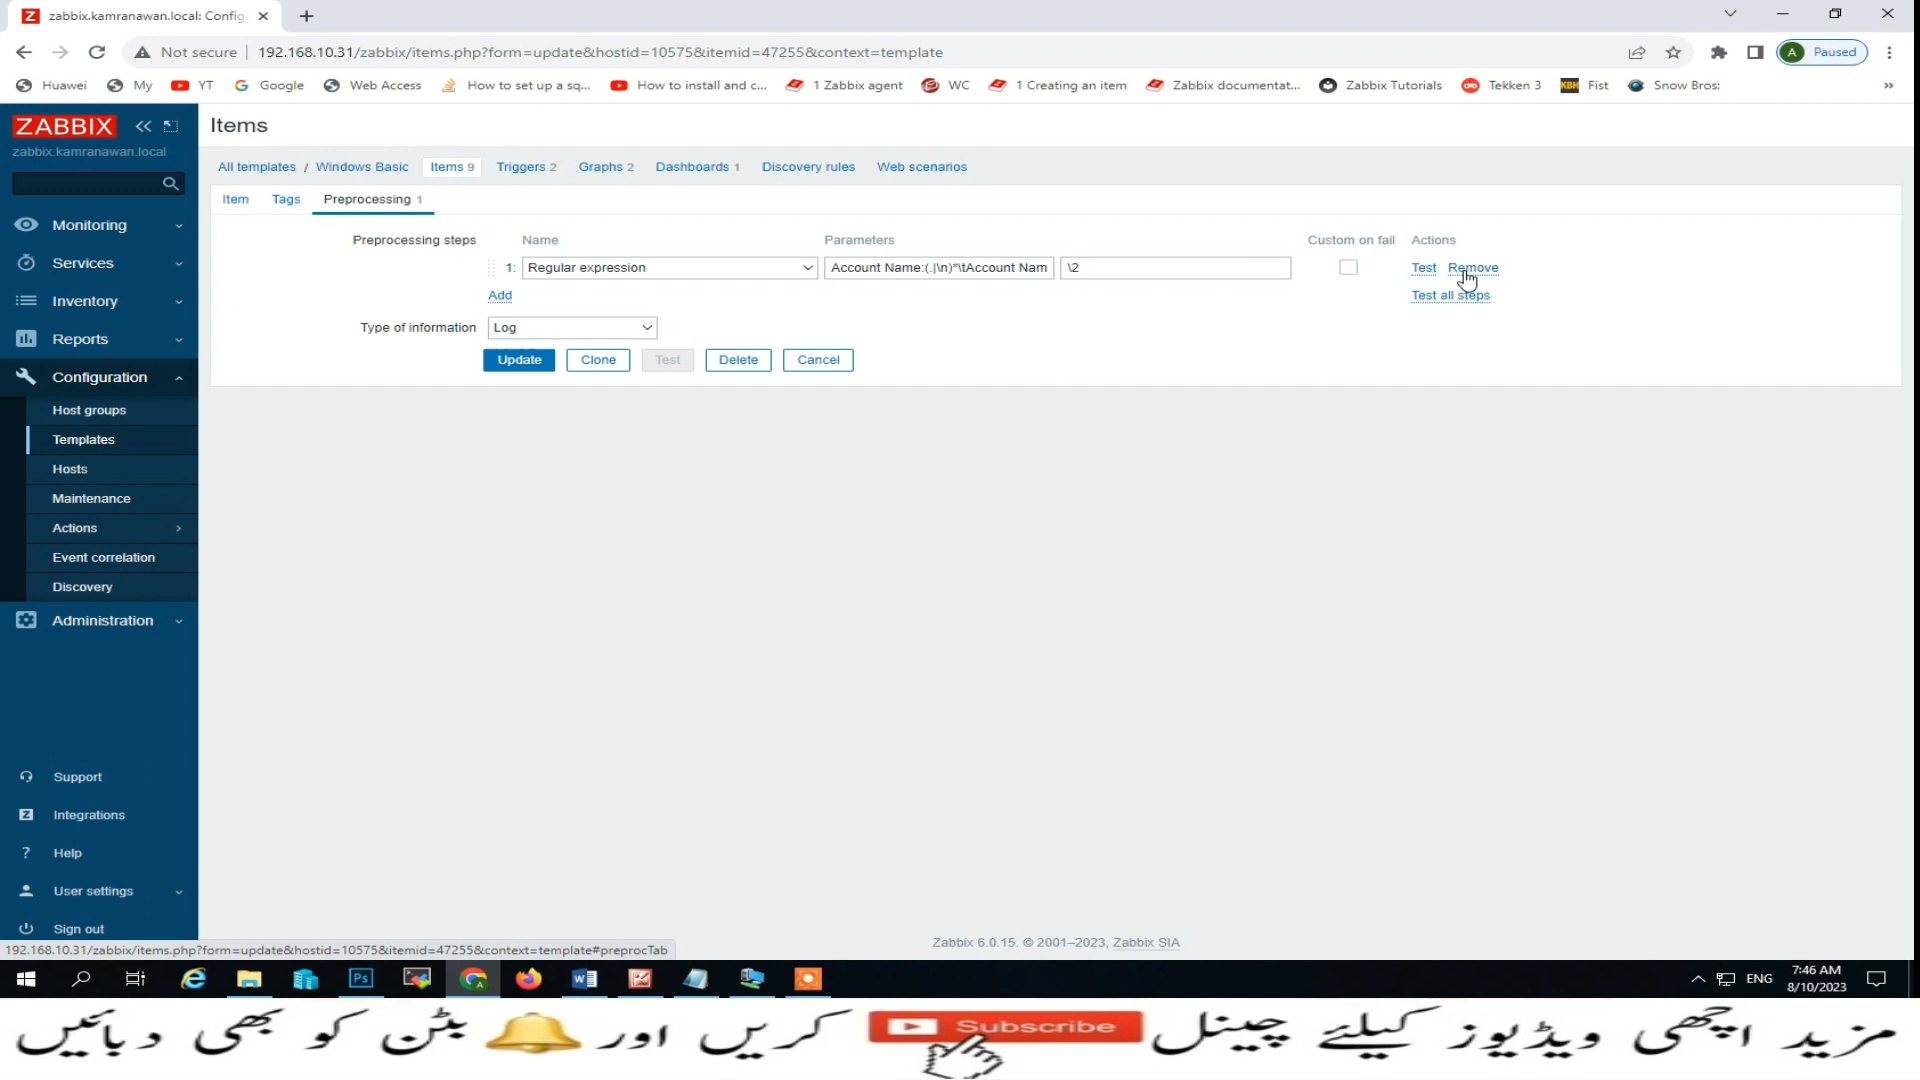 zabbix.kamranawan.local: Config
Not secure 192.168.10.31/zabbix/items.php?form=update&hostid=10575&itemid=47255&context=template A Paused
Huawei My YT Google Web Access How to set up a sq... How to install and c... 1 Zabbix agent WC 1 Creating an item Zabbix documentat... Zabbix Tutorials Tekken 3 Fist Snow Bros: »
ZABBIX
zabbix.kamranawan.local
Monitoring
Services
Inventory
Reports
Configuration
Host groups
Templates
Hosts
Maintenance
Actions
Event correlation
Discovery
Administration
Support
Integrations
Help
User settings
Sign out
Items
All templates / Windows Basic Items 9 Triggers 2 Graphs 2 Dashboards 1 Discovery rules Web scenarios
Item Tags Preprocessing 1
Preprocessing steps Name Parameters Custom on fail Actions
1: Regular expression Account Name:(.|\n)*\tAccount Nam \2 Test Remove
Add Test all steps
Type of information Log
Update Clone Test Delete Cancel
192.168.10.31/zabbix/items.php?form=update&hostid=10575&itemid=47255&context=template#preprocTab
Zabbix 6.0.15. © 2001–2023, Zabbix SIA
ENG 7:46 AM
8/10/2023
مزید اچھی ویڈیوز کیلئے چینل Subscribe کریں اور بٹن کو بھی دبائیں